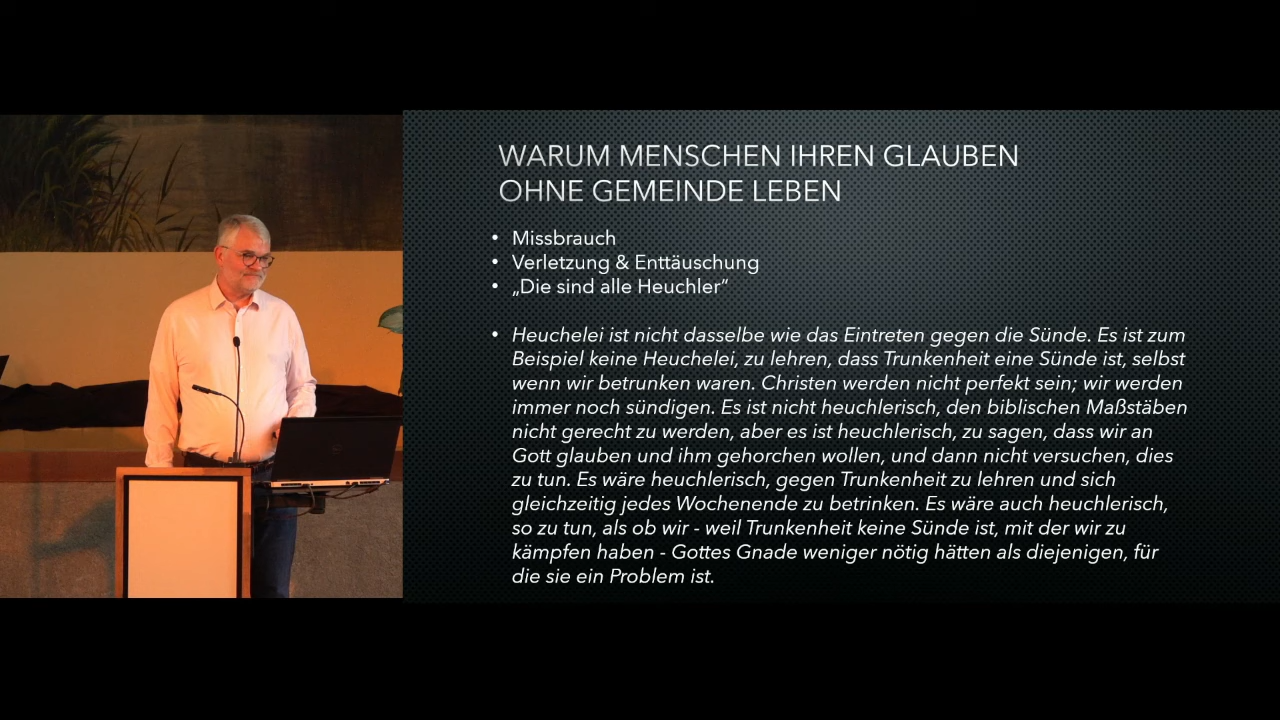 WARUM MENSCHEN IHREN GLAUBEN
OHNE GEMEINDE LEBEN
• Missbrauch
• Verletzung & Enttäuschung
• „Die sind alle Heuchler“
• Heuchelei ist nicht dasselbe wie das Eintreten gegen die Sünde. Es ist zum
Beispiel keine Heuchelei, zu lehren, dass Trunkenheit eine Sünde ist, selbst
wenn wir betrunken waren. Christen werden nicht perfekt sein; wir werden
immer noch sündigen. Es ist nicht heuchlerisch, den biblischen Maßstäben
nicht gerecht zu werden, aber es ist heuchlerisch, zu sagen, dass wir an
Gott glauben und ihm gehorchen wollen, und dann nicht versuchen, dies
zu tun. Es wäre heuchlerisch, gegen Trunkenheit zu lehren und sich
gleichzeitig jedes Wochenende zu betrinken. Es wäre auch heuchlerisch,
so zu tun, als ob wir - weil Trunkenheit keine Sünde ist, mit der wir zu
kämpfen haben - Gottes Gnade weniger nötig hätten als diejenigen, für
die sie ein Problem ist.